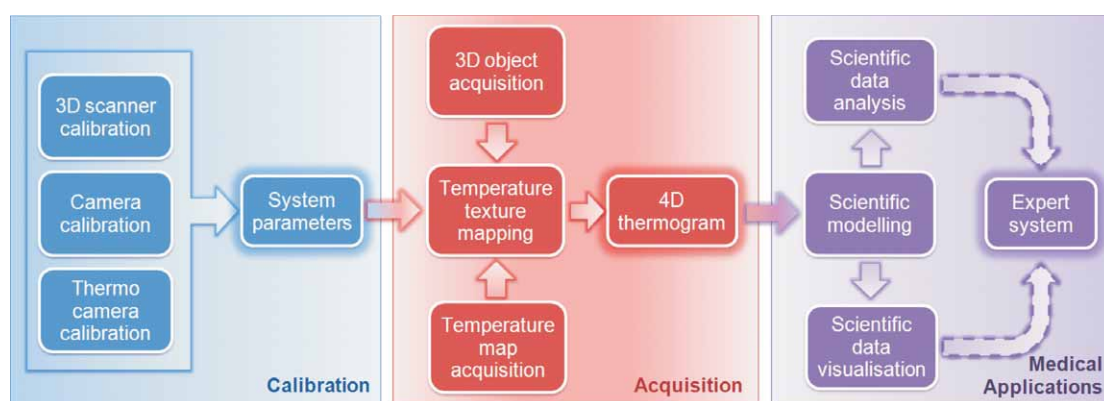 3D scanner
calibration
Camera
calibration
Thermo
camera
calibration
System
parameters
Calibration
3D object
acquisition
Temperature
texture
mapping
Temperature
map
acquisition
4D
thermogram
Acquisition
Scientific
data
analysis
Scientific
modelling
Scientific
data
visualisation
Expert
system
Medical
Applications